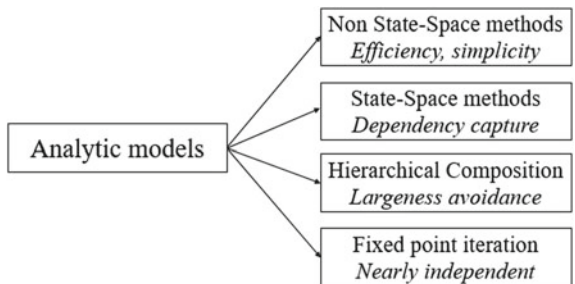 Non State-Space methods
Efficiency, simplicity
State-Space methods
Dependency capture
Analytic models
Hierarchical Composition
Largeness avoidance
Fixed point iteration
Nearly independent